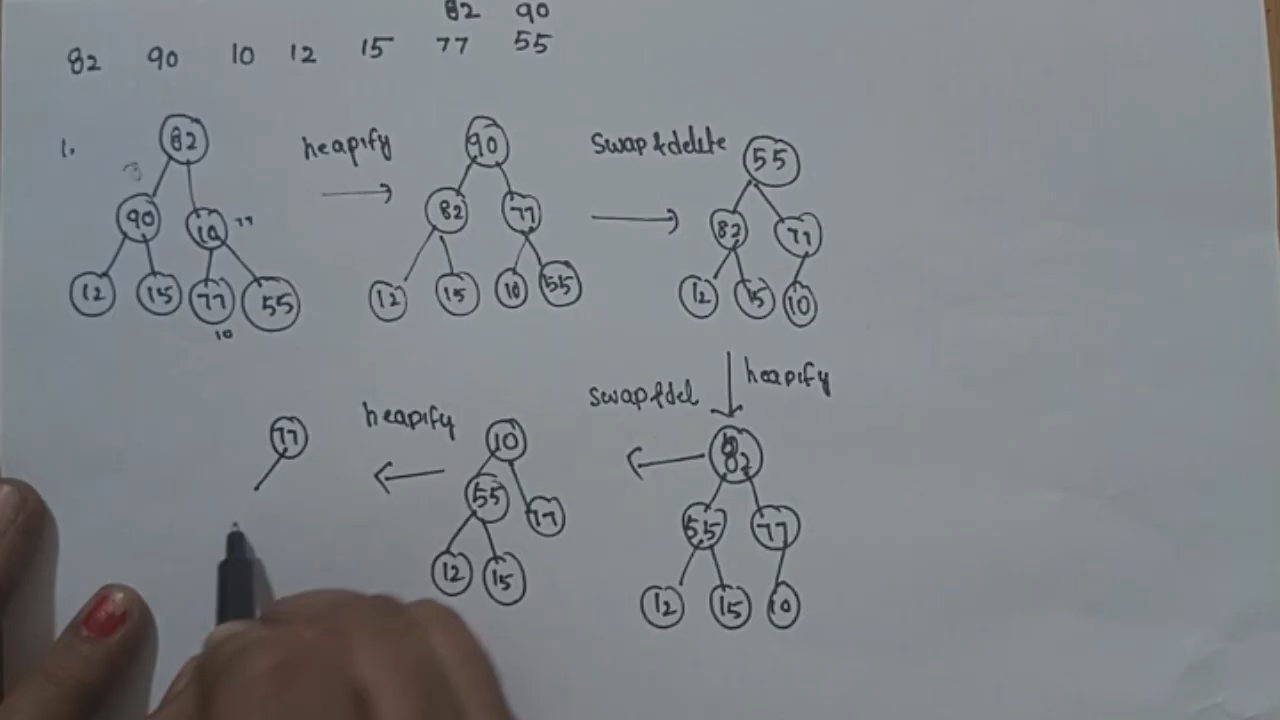 82 90
82 90 10 12 15 77 55
1.
82
90 10 77
12 15 77 55
10
heapify
90
82 77
12 15 10 55
Swap & delete
55
82 77
12 15 10
heapify
82
55 77
12 15 10
swap & del
10
55 77
12 15
heapify
77